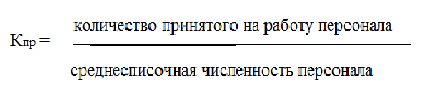 количество принятого на работу персонала
Кпр =
среднесписочная численность персонала